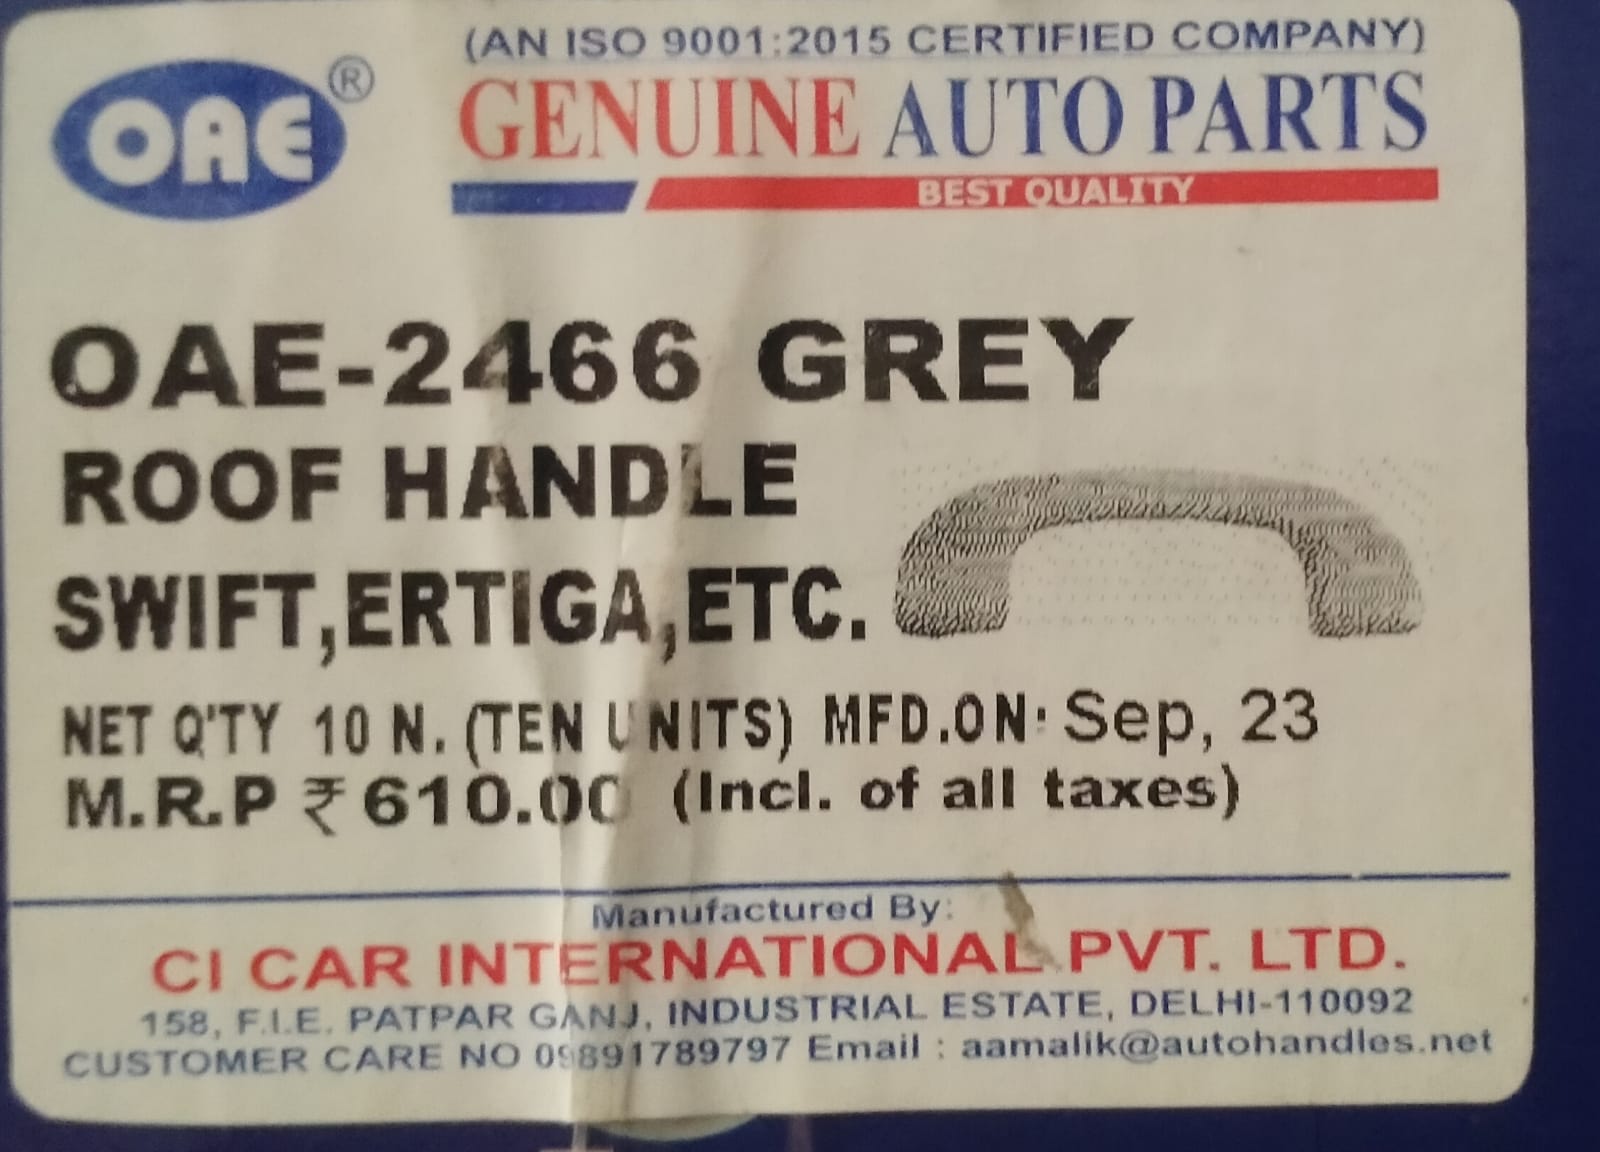 (AN ISO 9001:2015 CERTIFIED COMPANY)
OAE®
GENUINE AUTO PARTS
BEST QUALITY
OAE-2466 GREY
ROOF HANDLE
SWIFT,ERTIGA,ETC.
NET Q'TY 10 N. (TEN UNITS) MFD.ON: Sep, 23
M.R.P ₹ 610.00 (Incl. of all taxes)
Manufactured By:
CI CAR INTERNATIONAL PVT. LTD.
158, F.I.E. PATPAR GANJ, INDUSTRIAL ESTATE, DELHI-110092
CUSTOMER CARE NO 09891789797 Email : aamalik@autohandles.net